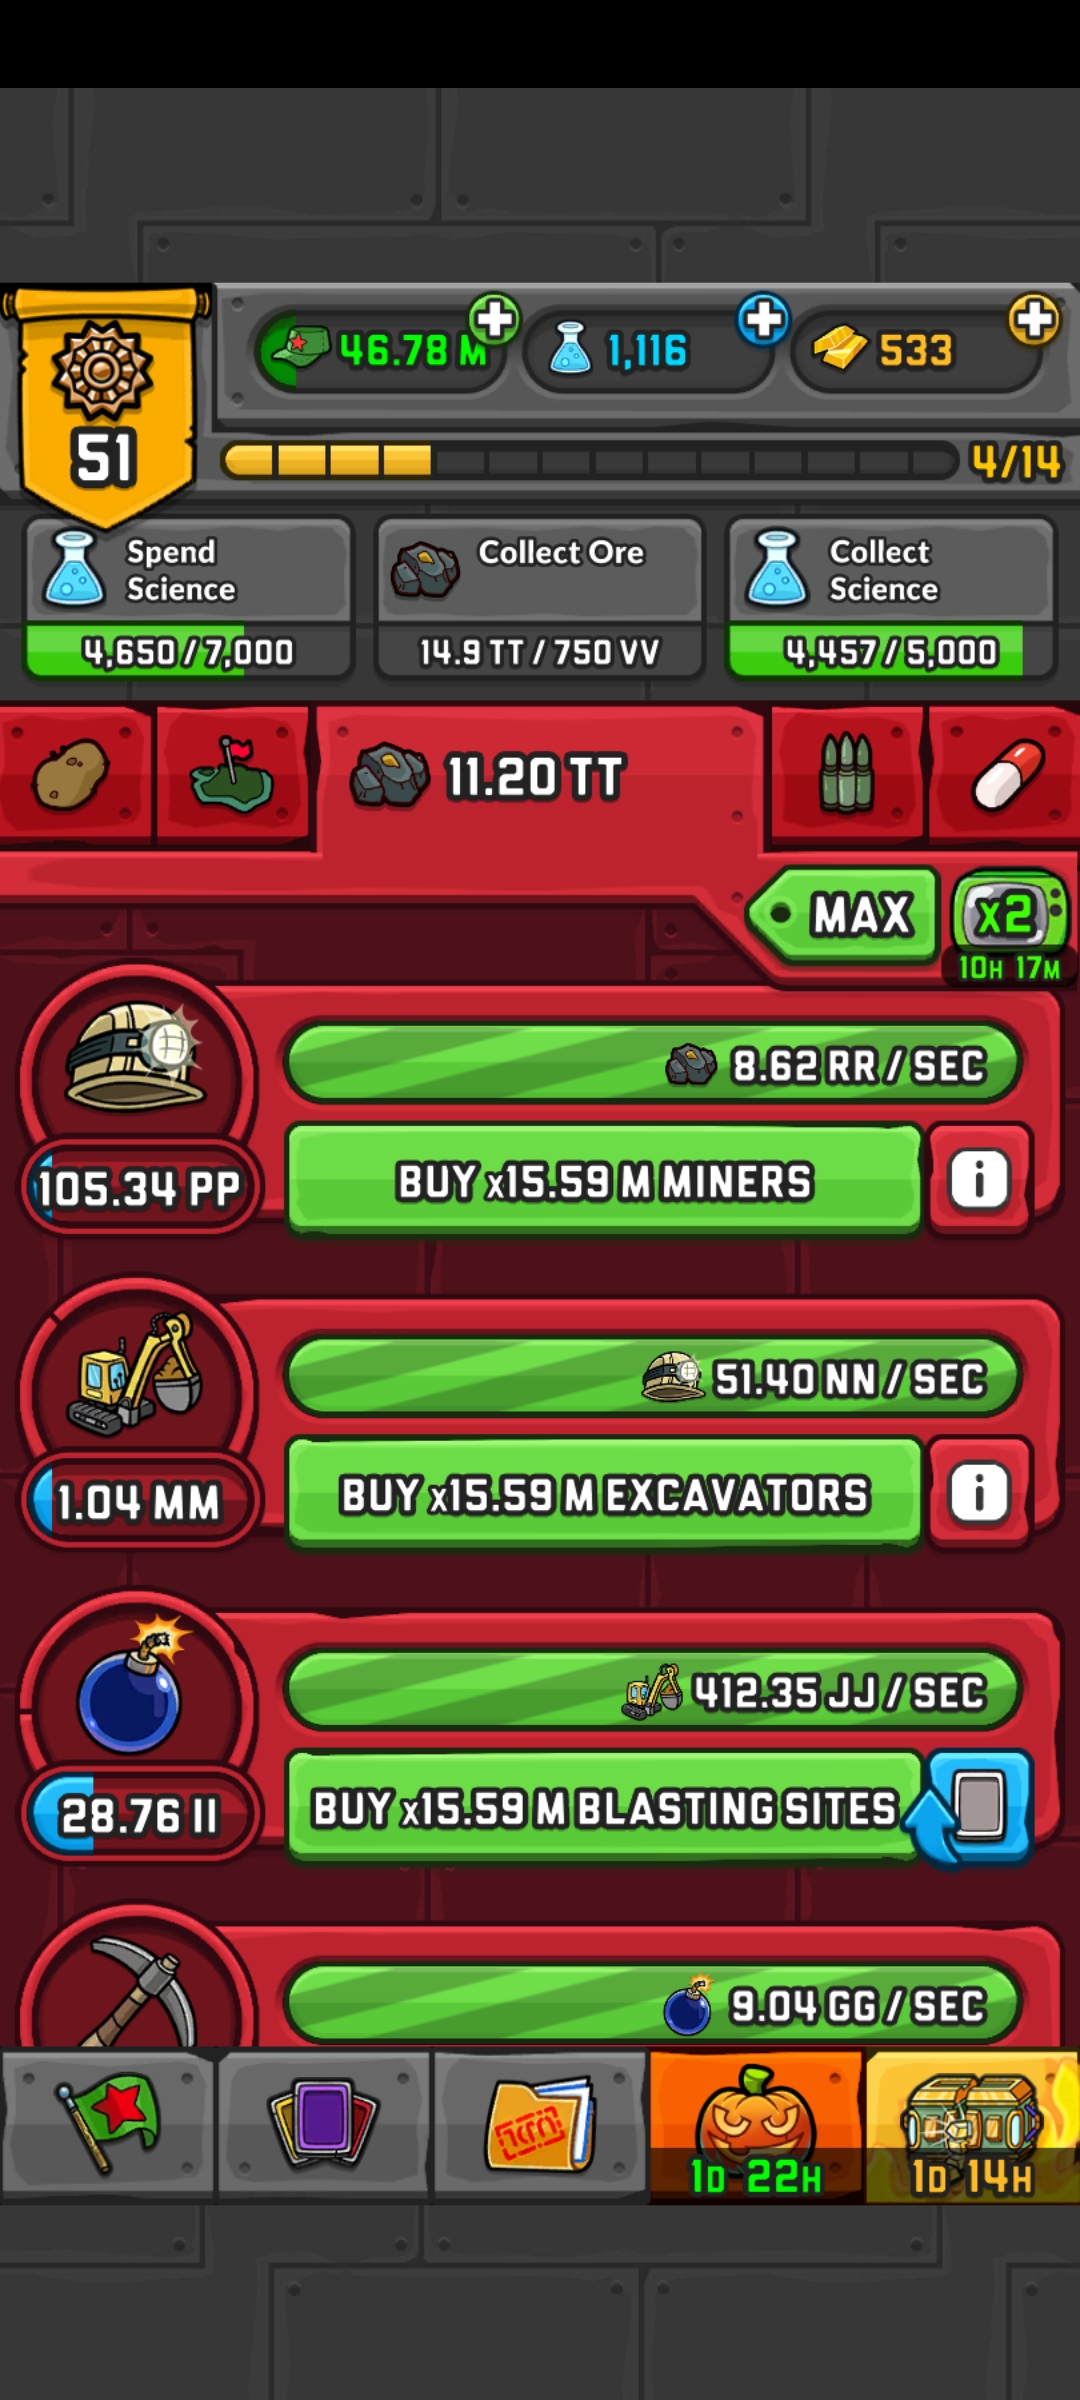 46.78 M
1,116
533
51
4/14
Spend
Science
4,650/7,000
Collect Ore
14.9 TT/750 VV
Collect
Science
4,457/5,000
11.20 TT
MAX
x2
10H 17M
8.62 RR/SEC
105.34 PP
BUY x15.59 M MINERS
i
51.40 NN/SEC
1.04 MM
BUY x15.59 M EXCAVATORS
i
412.35 JJ/SEC
28.76 II
BUY x15.59 M BLASTING SITES
9.04 GG/SEC
1D 22H
1D 14H